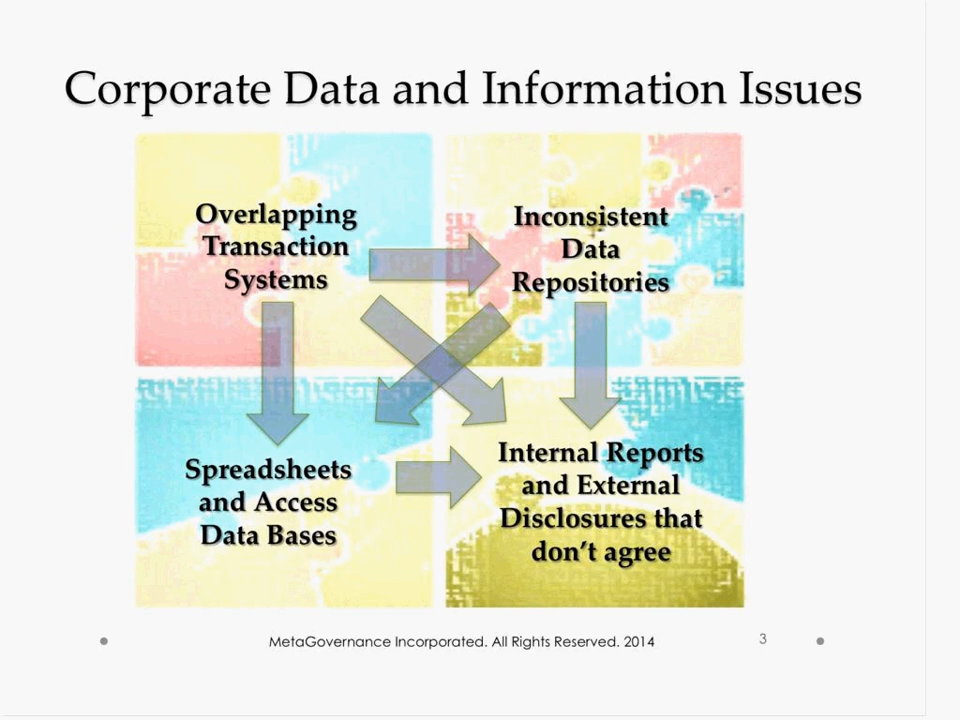 Corporate Data and Information Issues
Overlapping
Transaction
Systems
Inconsistent
Data
Repositories
Spreadsheets
and Access
Data Bases
Internal Reports
and External
Disclosures that
don't agree
MetaGovernance Incorporated. All Rights Reserved. 2014
3